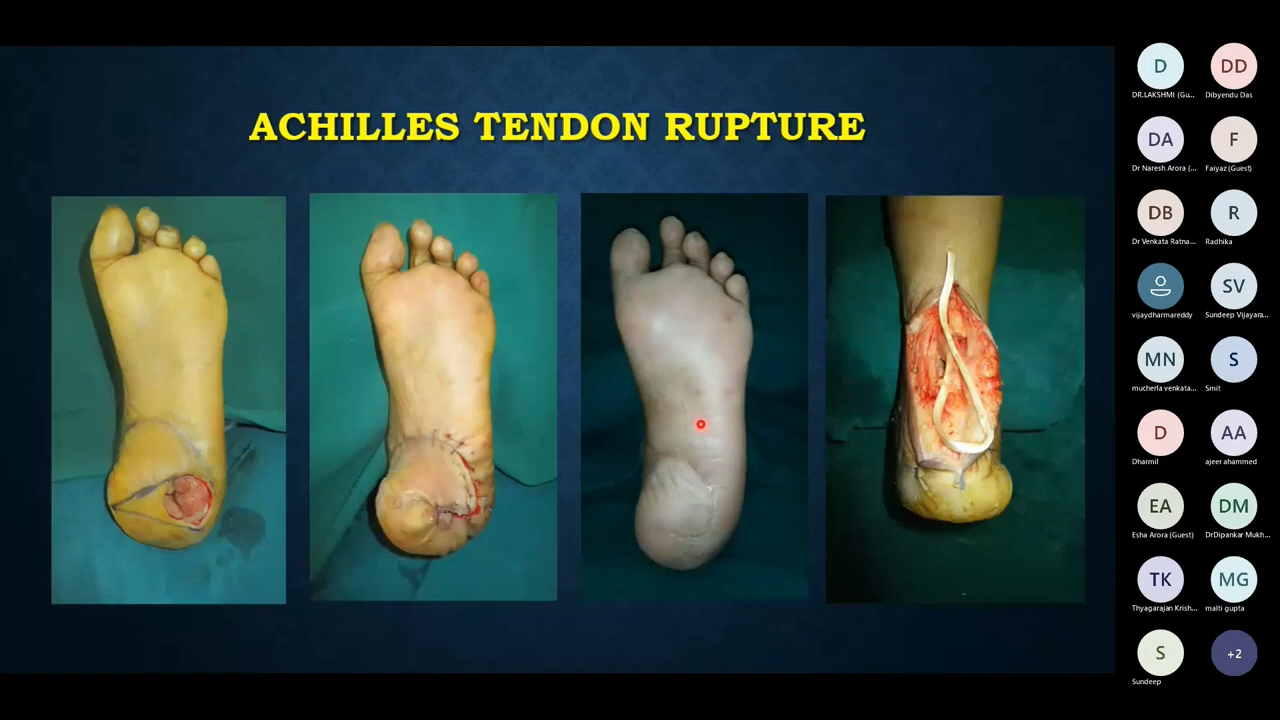 ACHILLES TENDON RUPTURE
D
DD
DR.LAKSHMI (Gu...
Dibyendu Das
DA
F
Dr Naresh Arora (...
Faiyaz (Guest)
DB
R
Dr Venkata Ratna...
Radhika
SV
vijaydharmareddy
Sundeep Vijayara...
MN
S
mucherla venkata...
Smit
D
AA
Dharmil
ajeer ahammed
EA
DM
Esha Arora (Guest)
DrDipankar Mukh...
TK
MG
Thyagarajan Krish...
malti gupta
S
+2
Sundeep